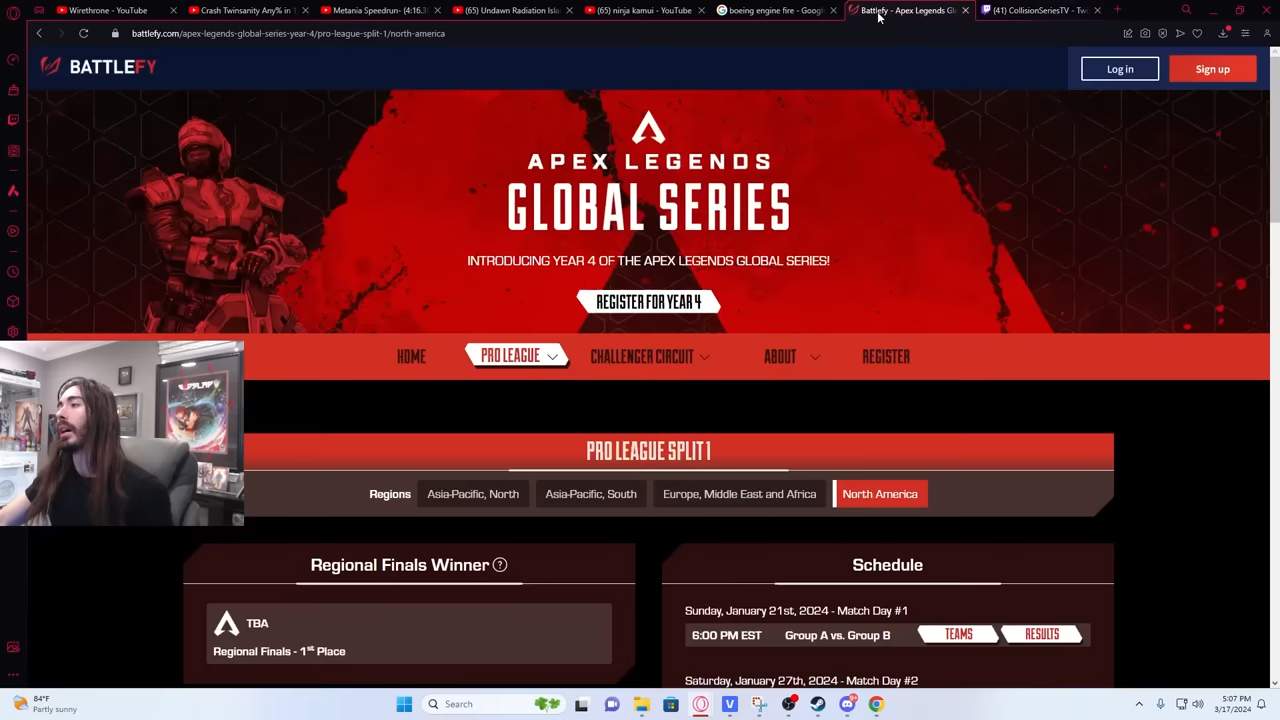 Wirethrone - YouTube
Crash Twinsanity Any% in 1
Metania Speedrun - (4:16.3
(65) Undawn Radiation Isla
(65) ninja kamui - YouTube
boeing engine fire - Google
Battlefy - Apex Legends Gl
(41) CollisionSeriesTV - Tw
battlefy.com/apex-legends-global-series-year-4/pro-league-split-1/north-america
BATTLEFY
Log in
Sign up
APEX LEGENDS
GLOBAL SERIES
INTRODUCING YEAR 4 OF THE APEX LEGENDS GLOBAL SERIES!
REGISTER FOR YEAR 4
HOME
PRO LEAGUE
CHALLENGER CIRCUIT
ABOUT
REGISTER
PRO LEAGUE SPLIT 1
Regions
Asia-Pacific, North
Asia-Pacific, South
Europe, Middle East and Africa
North America
Regional Finals Winner ?
TBA
Regional Finals - 1st Place
Schedule
Sunday, January 21st, 2024 - Match Day #1
6:00 PM EST Group A vs. Group B TEAMS RESULTS
Saturday, January 27th, 2024 - Match Day #2
84°F
Partly sunny
Search
5:07 PM
3/17/2024